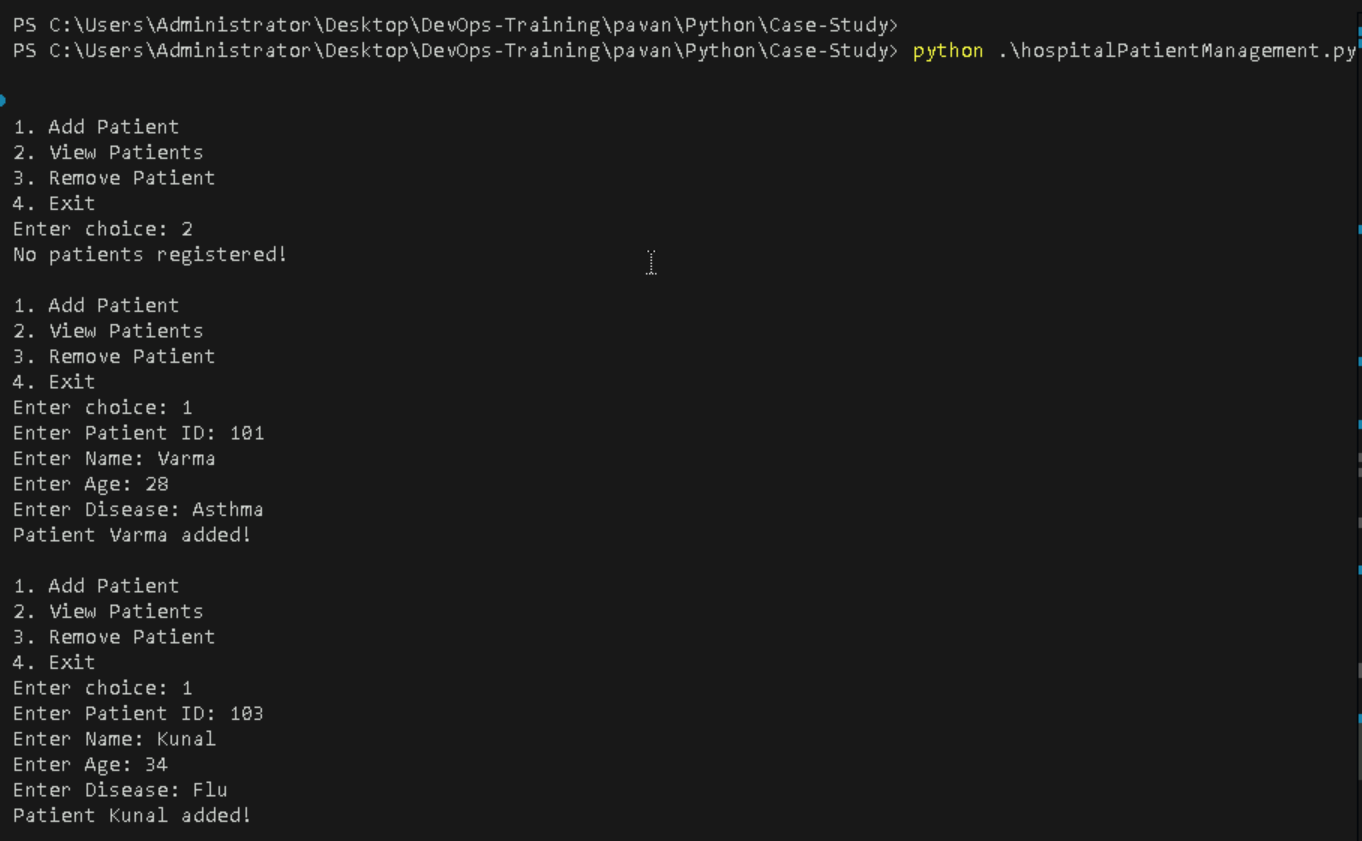 PS C:\Users\Administrator\Desktop\DevOps-Training\pavan\Python\Case-Study>
PS C:\Users\Administrator\Desktop\DevOps-Training\pavan\Python\Case-Study> python .\hospitalPatientManagement.py
1. Add Patient
2. View Patients
3. Remove Patient
4. Exit
Enter choice: 2
No patients registered!
1. Add Patient
2. View Patients
3. Remove Patient
4. Exit
Enter choice: 1
Enter Patient ID: 101
Enter Name: Varma
Enter Age: 28
Enter Disease: Asthma
Patient Varma added!
1. Add Patient
2. View Patients
3. Remove Patient
4. Exit
Enter choice: 1
Enter Patient ID: 103
Enter Name: Kunal
Enter Age: 34
Enter Disease: Flu
Patient Kunal added!